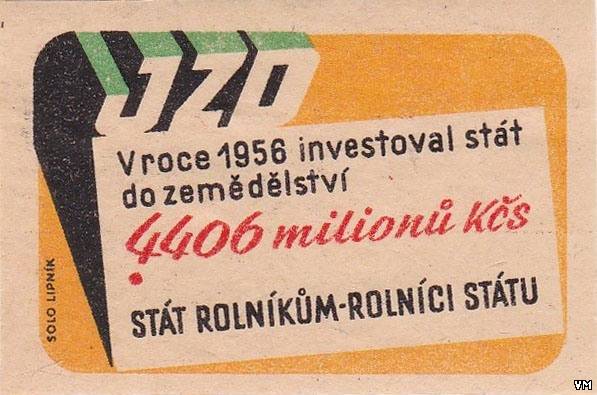 JZD
V roce 1956 investoval stát
do zemědělství
4406 milionů Kčs
STÁT ROLNÍKŮM-ROLNÍCI STÁTU
SOLO LIPNÍK
VM